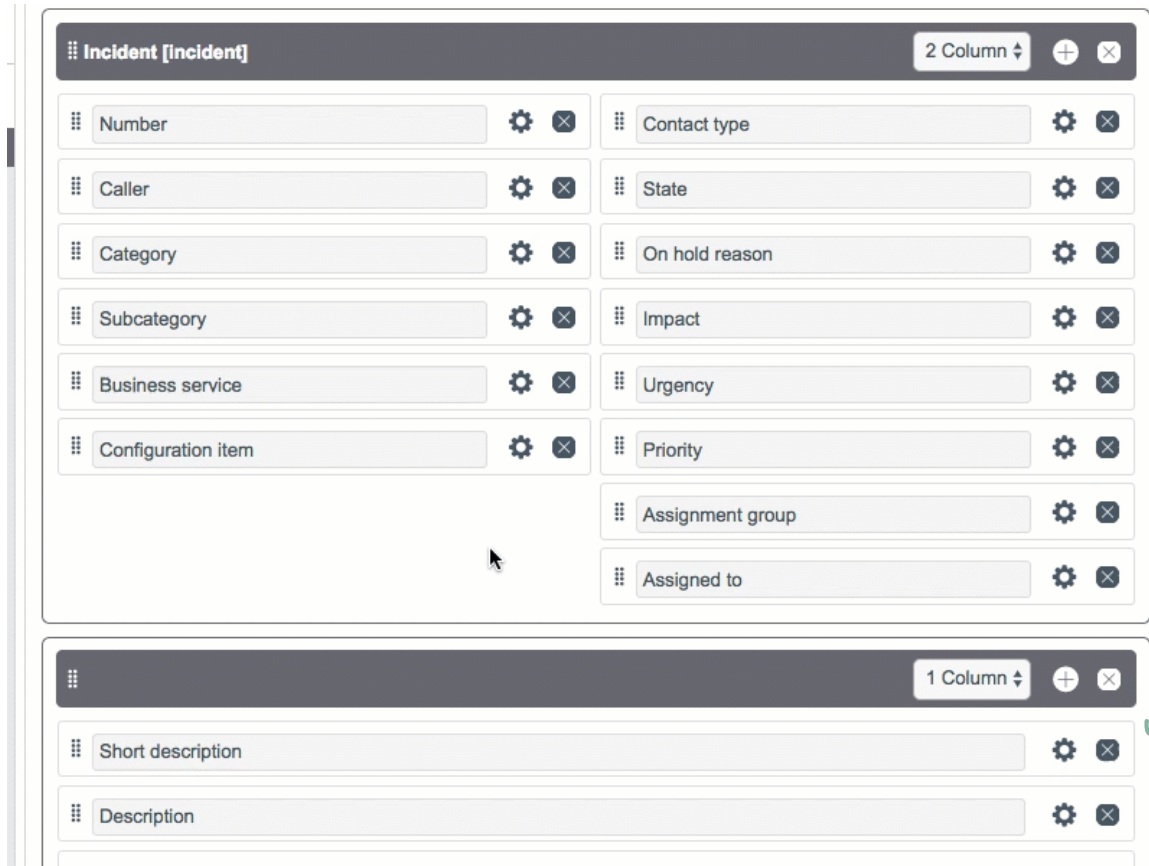 Incident [incident]
2 Column
Number
Caller
Category
Subcategory
Business service
Configuration item
Contact type
State
On hold reason
Impact
Urgency
Priority
Assignment group
Assigned to
1 Column
Short description
Description